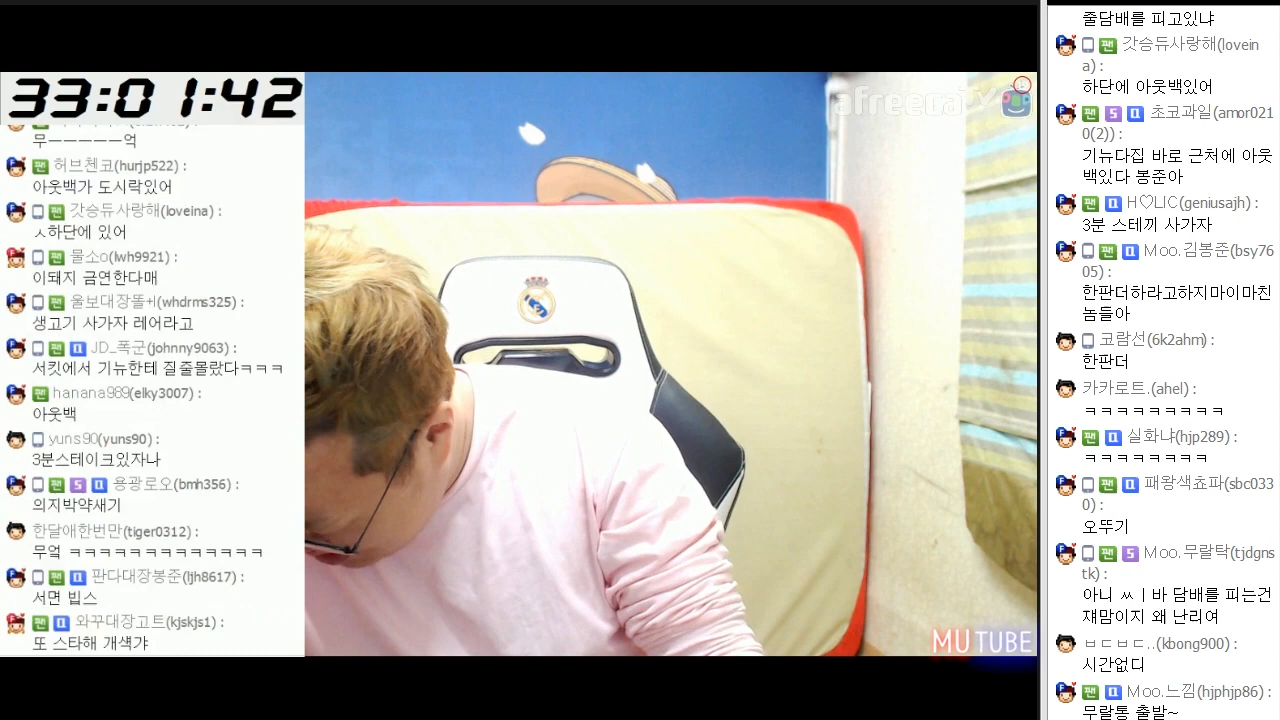 33:01:42
무ㅡㅡㅡㅡㅡ억
허브첸코(hurjp522) :
아웃백가 도시락있어
갓승듀사랑해(loveina) :
ㅅ하단에 있어
물소o(lwh9921) :
이돼지 금연한다매
울보대장똘+I(whdrms325) :
생고기 사가자 레어라고
JD_폭군(johnny9063) :
서킷에서 기뉴한테 질줄몰랐다ㅋㅋㅋ
hanana989(elky3007) :
아웃백
yuns90(yuns90) :
3분스테이크있자나
용광로오(bmh356) :
의지박약새기
한달애한번만(tiger0312) :
무엌 ㅋㅋㅋㅋㅋㅋㅋㅋㅋㅋㅋㅋㅋ
판다대장봉준(ljh8617) :
서면 빕스
와꾸대장고트(kjskjs1) :
또 스타해 개색갸
afreecaTV
MUTUBE
줄담배를 피고있냐
갓승듀사랑해(lovein
a) :
하단에 아웃백있어
초코과일(amor021
0(2)) :
기뉴다집 바로 근처에 아웃
백있다 봉준아
H♡LIC(geniusajh) :
3분 스테끼 사가자
Moo.김봉준(bsy76
05) :
한판더하라고하지마이마친
놈들아
코람선(6k2ahm) :
한판더
카카로트.(ahel) :
ㅋㅋㅋㅋㅋㅋㅋㅋㅋ
실화냐(hjp289) :
ㅋㅋㅋㅋㅋㅋㅋㅋ
패왕색쵸파(sbc033
0) :
오뚜기
Moo.무랄탁(tjdgns
tk) :
아니 ㅆㅣ바 담배를 피는건
재맘이지 왜 난리여
ㅂㄷㅂㄷ..(kbong900) :
시간없디
Moo.느낌(hjphjp86) :
무랄통 출발~